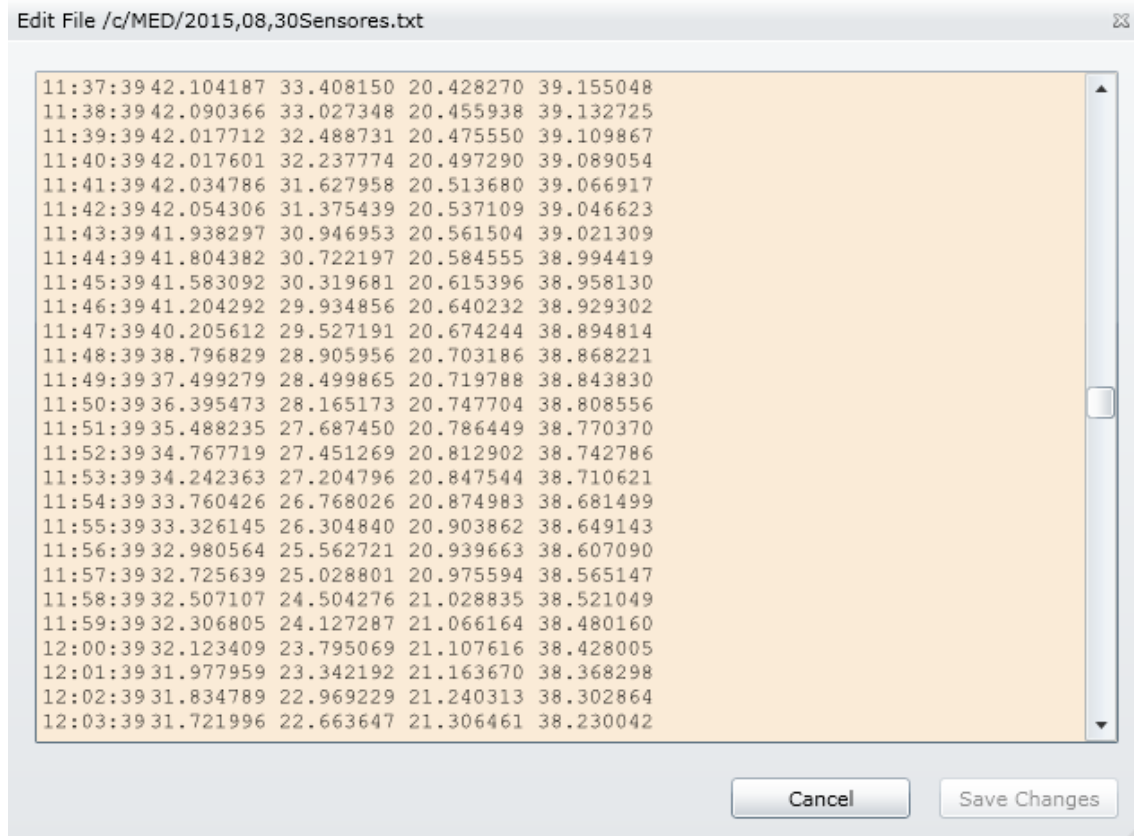 Edit File /c/MED/2015,08,30Sensores.txt
11:37:39 42.104187 33.408150 20.428270 39.155048
11:38:39 42.090366 33.027348 20.455938 39.132725
11:39:39 42.017712 32.488731 20.475550 39.109867
11:40:39 42.017601 32.237774 20.497290 39.089054
11:41:39 42.034786 31.627958 20.513680 39.066917
11:42:39 42.054306 31.375439 20.537109 39.046623
11:43:39 41.938297 30.946953 20.561504 39.021309
11:44:39 41.804382 30.722197 20.584555 38.994419
11:45:39 41.583092 30.319681 20.615396 38.958130
11:46:39 41.204292 29.934856 20.640232 38.929302
11:47:39 40.205612 29.527191 20.674244 38.894814
11:48:39 38.796829 28.905956 20.703186 38.868221
11:49:39 37.499279 28.499865 20.719788 38.843830
11:50:39 36.395473 28.165173 20.747704 38.808556
11:51:39 35.488235 27.687450 20.786449 38.770370
11:52:39 34.767719 27.451269 20.812902 38.742786
11:53:39 34.242363 27.204796 20.847544 38.710621
11:54:39 33.760426 26.768026 20.874983 38.681499
11:55:39 33.326145 26.304840 20.903862 38.649143
11:56:39 32.980564 25.562721 20.939663 38.607090
11:57:39 32.725639 25.028801 20.975594 38.565147
11:58:39 32.507107 24.504276 21.028835 38.521049
11:59:39 32.306805 24.127287 21.066164 38.480160
12:00:39 32.123409 23.795069 21.107616 38.428005
12:01:39 31.977959 23.342192 21.163670 38.368298
12:02:39 31.834789 22.969229 21.240313 38.302864
12:03:39 31.721996 22.663647 21.306461 38.230042
Cancel
Save Changes